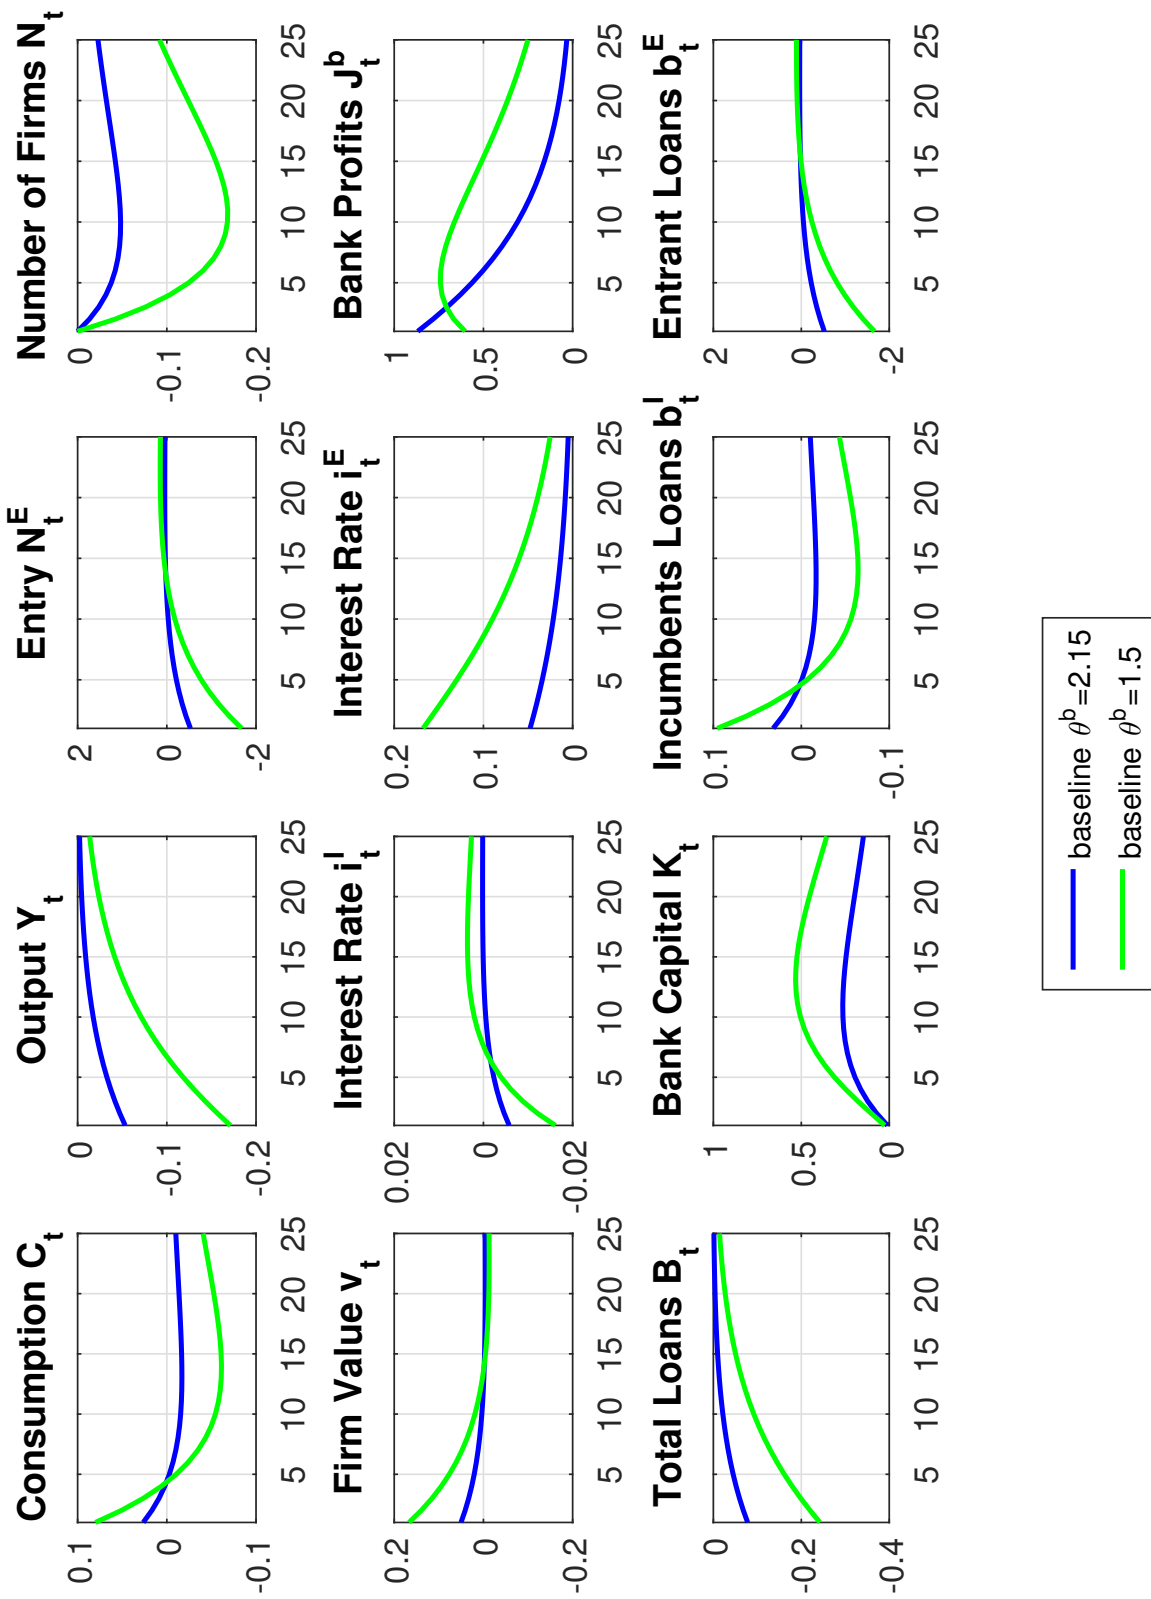 Consumption C_t
0.1
0
-0.1
5 10 15 20 25
Output Y_t
0
-0.1
-0.2
5 10 15 20 25
Entry N_t^E
2
0
-2
5 10 15 20 25
Number of Firms N_t
0
-0.1
-0.2
5 10 15 20 25
Firm Value v_t
0.2
0
-0.2
5 10 15 20 25
Interest Rate i_t^I
0.02
0
-0.02
5 10 15 20 25
Interest Rate i_t^E
0.2
0.1
0
5 10 15 20 25
Bank Profits J_t^b
1
0.5
0
5 10 15 20 25
Total Loans B_t
0
-0.2
-0.4
5 10 15 20 25
Bank Capital K_t
1
0.5
0
5 10 15 20 25
Incumbents Loans b_t^I
0.1
0
-0.1
5 10 15 20 25
Entrant Loans b_t^E
2
0
-2
5 10 15 20 25
baseline θ^b=2.15
baseline θ^b=1.5